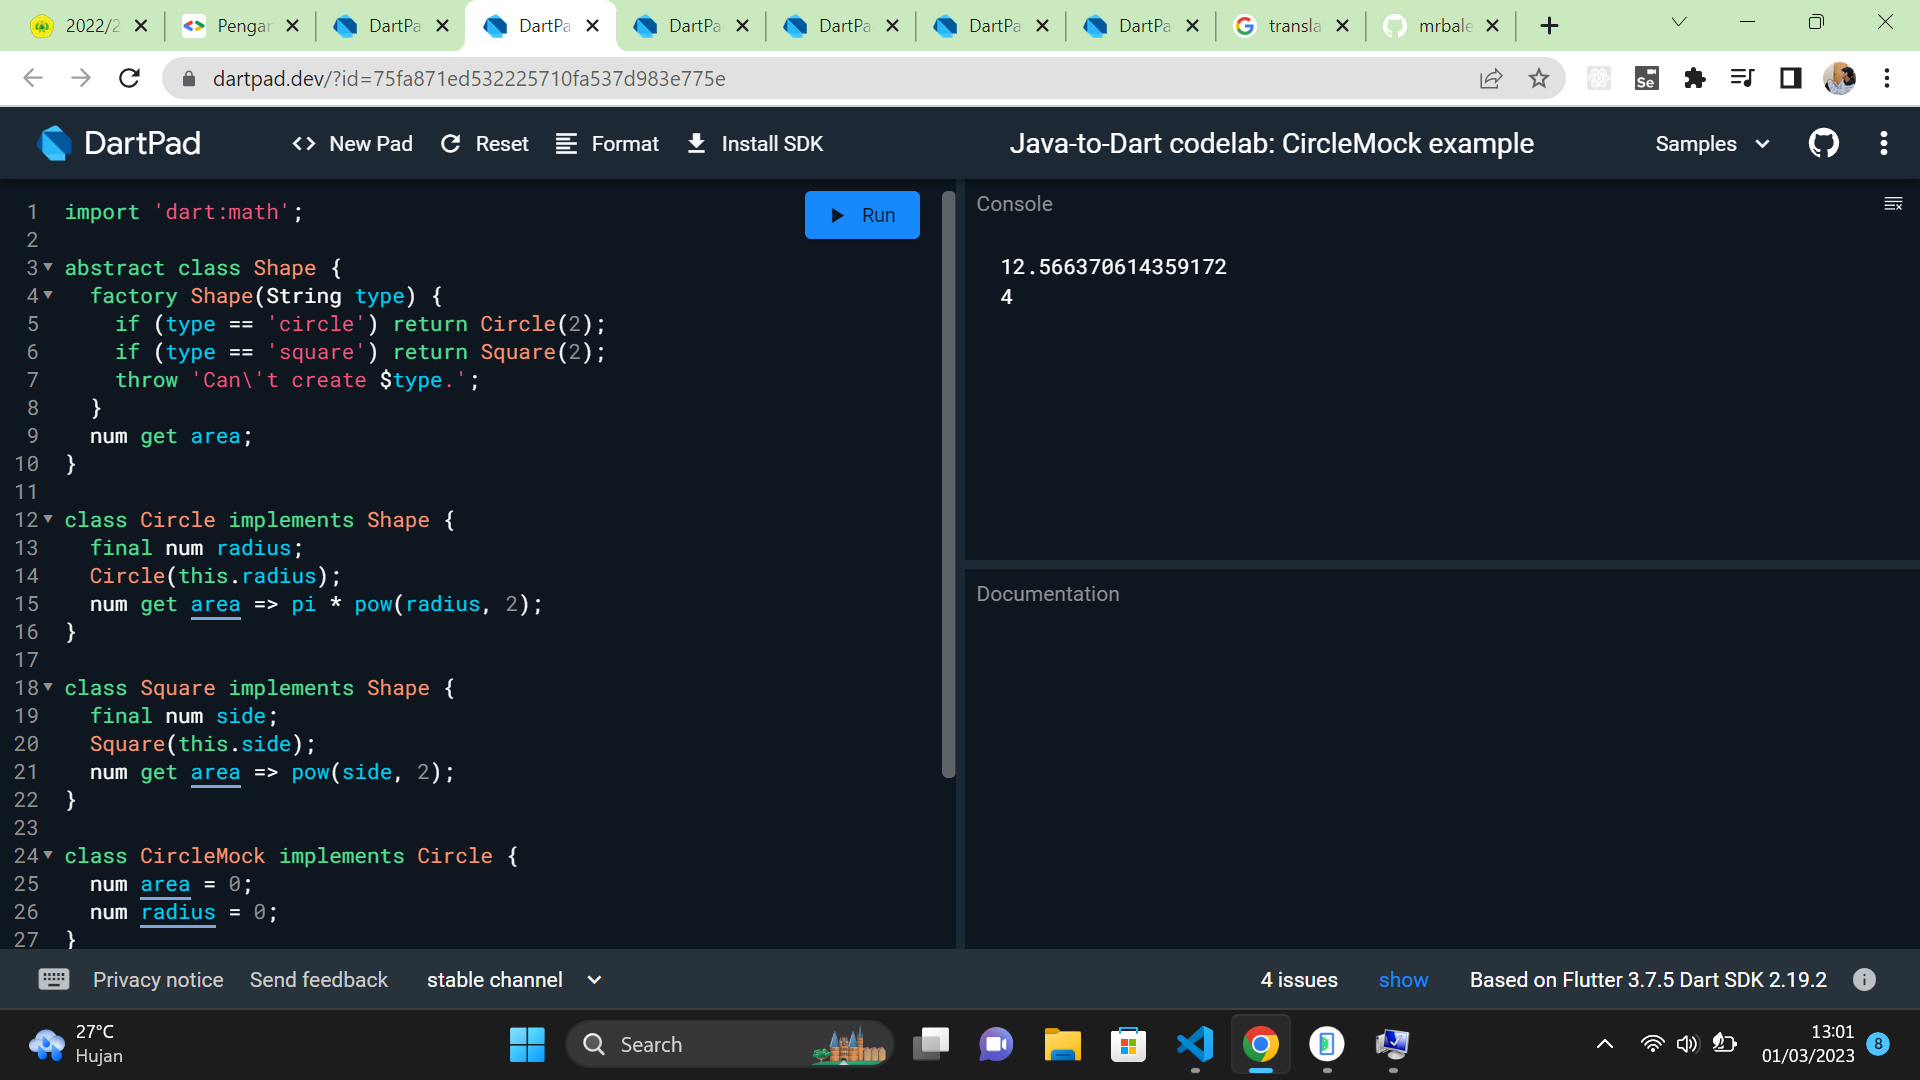 2022/2
Pengar
DartPa
DartPa
DartPa
DartPa
DartPa
DartPa
transla
mrbale
dartpad.dev/?id=75fa871ed532225710fa537d983e775e
Se
DartPad
New Pad
Reset
Format
Install SDK
Java-to-Dart codelab: CircleMock example
Samples
Run
1 import 'dart:math';
2
3 abstract class Shape {
4   factory Shape(String type) {
5     if (type == 'circle') return Circle(2);
6     if (type == 'square') return Square(2);
7     throw 'Can\'t create $type.';
8   }
9   num get area;
10 }
11
12 class Circle implements Shape {
13   final num radius;
14   Circle(this.radius);
15   num get area => pi * pow(radius, 2);
16 }
17
18 class Square implements Shape {
19   final num side;
20   Square(this.side);
21   num get area => pow(side, 2);
22 }
23
24 class CircleMock implements Circle {
25   num area = 0;
26   num radius = 0;
27 }
Console
12.566370614359172
4
Documentation
Privacy notice
Send feedback
stable channel
4 issues
show
Based on Flutter 3.7.5 Dart SDK 2.19.2
27°C
Hujan
Search
13:01
01/03/2023
8